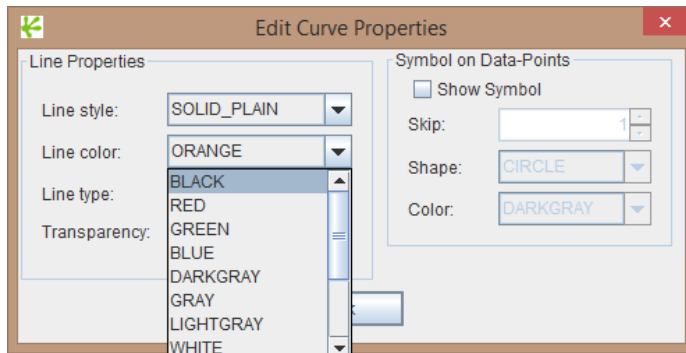 Edit Curve Properties
Line Properties
Line style: SOLID_PLAIN
Line color: ORANGE
BLACK
RED
GREEN
BLUE
DARKGRAY
GRAY
LIGHTGRAY
WHITE
Line type:
Transparency:
Symbol on Data-Points
Show Symbol
Skip: 1
Shape: CIRCLE
Color: DARKGRAY